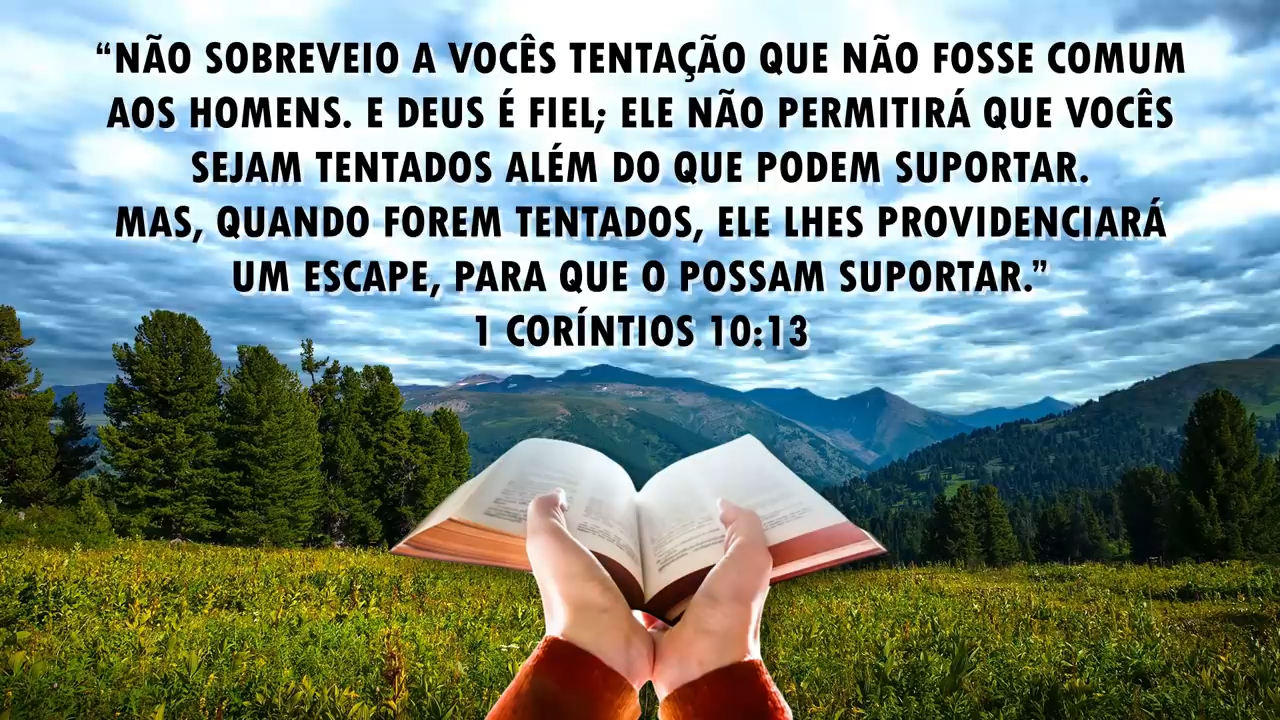 “NÃO SOBREVEIO A VOCÊS TENTAÇÃO QUE NÃO FOSSE COMUM
AOS HOMENS. E DEUS É FIEL; ELE NÃO PERMITIRÁ QUE VOCÊS
SEJAM TENTADOS ALÉM DO QUE PODEM SUPORTAR.
MAS, QUANDO FOREM TENTADOS, ELE LHES PROVIDENCIARÁ
UM ESCAPE, PARA QUE O POSSAM SUPORTAR.”
1 CORÍNTIOS 10:13